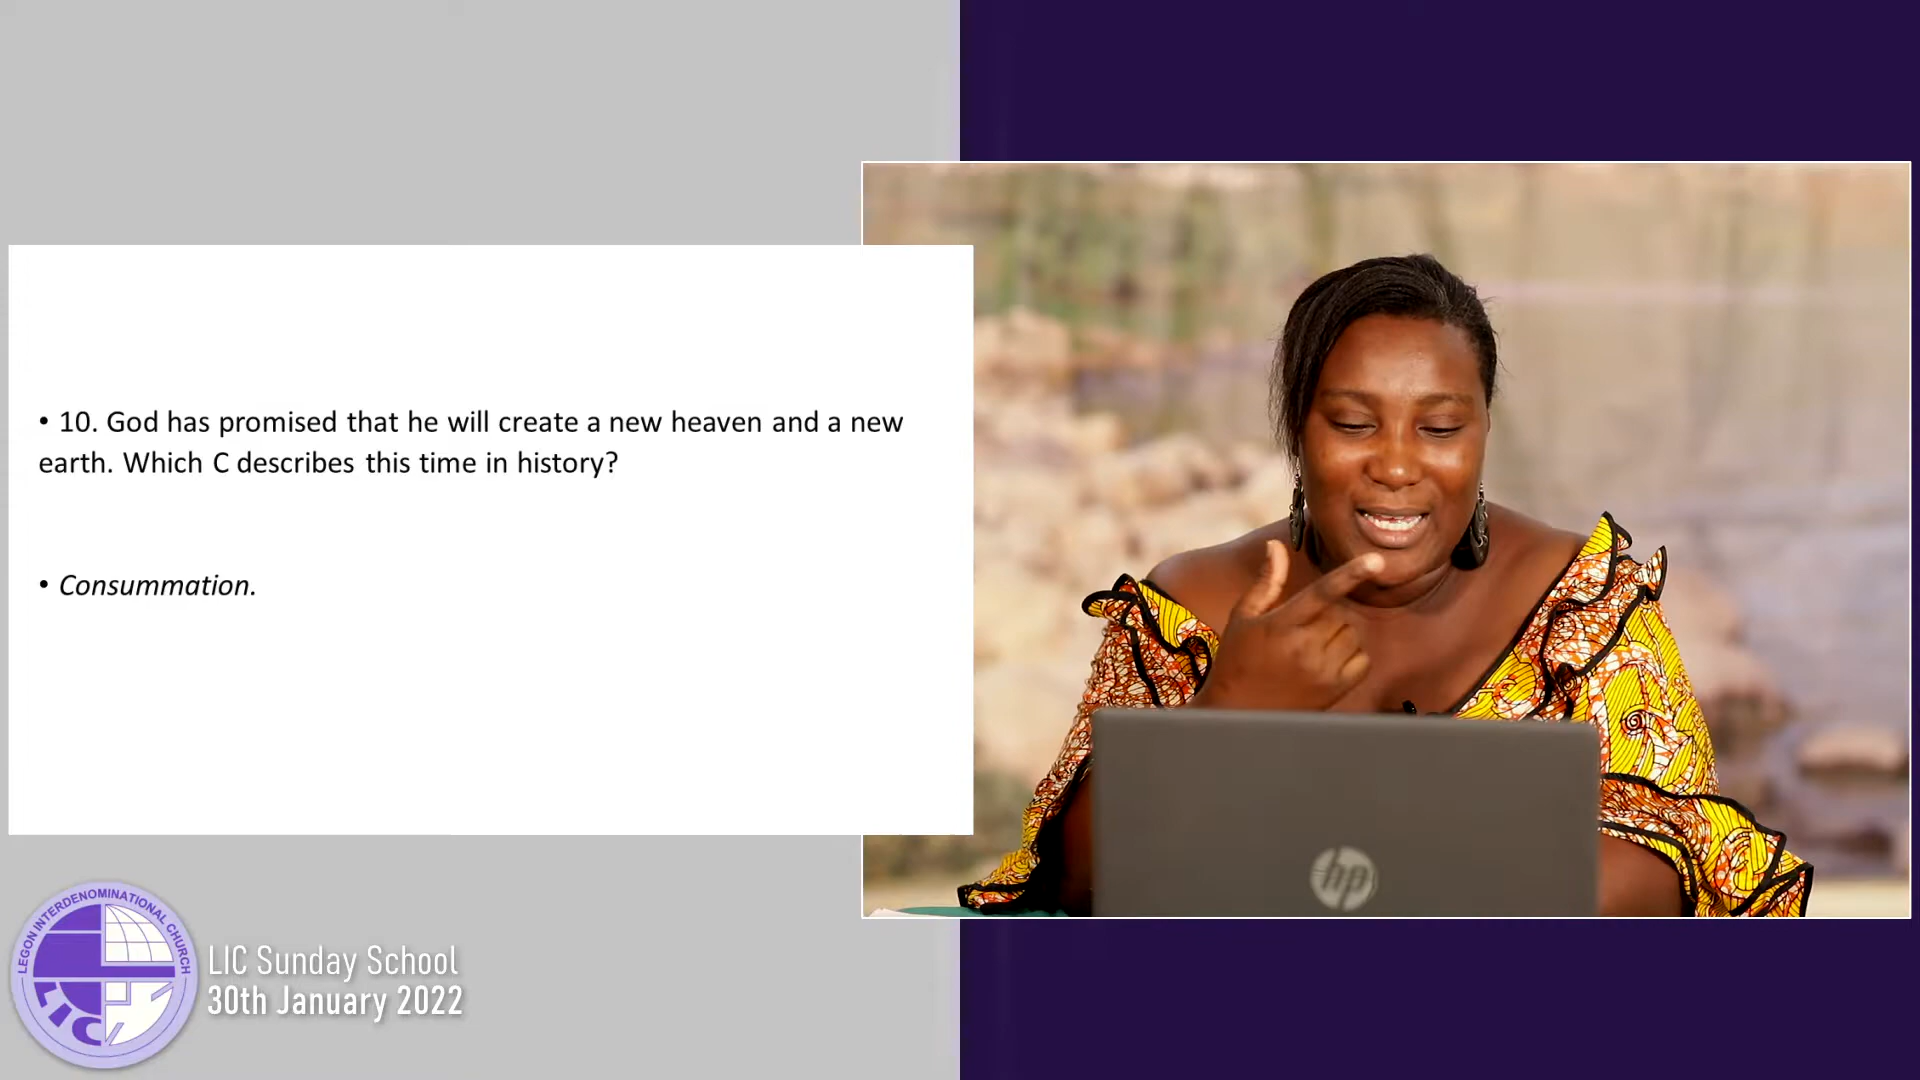 • 10. God has promised that he will create a new heaven and a new
earth. Which C describes this time in history?
• Consummation.
hp
LEGON INTERDENOMINATIONAL CHURCH
LIC
LIC Sunday School
30th January 2022